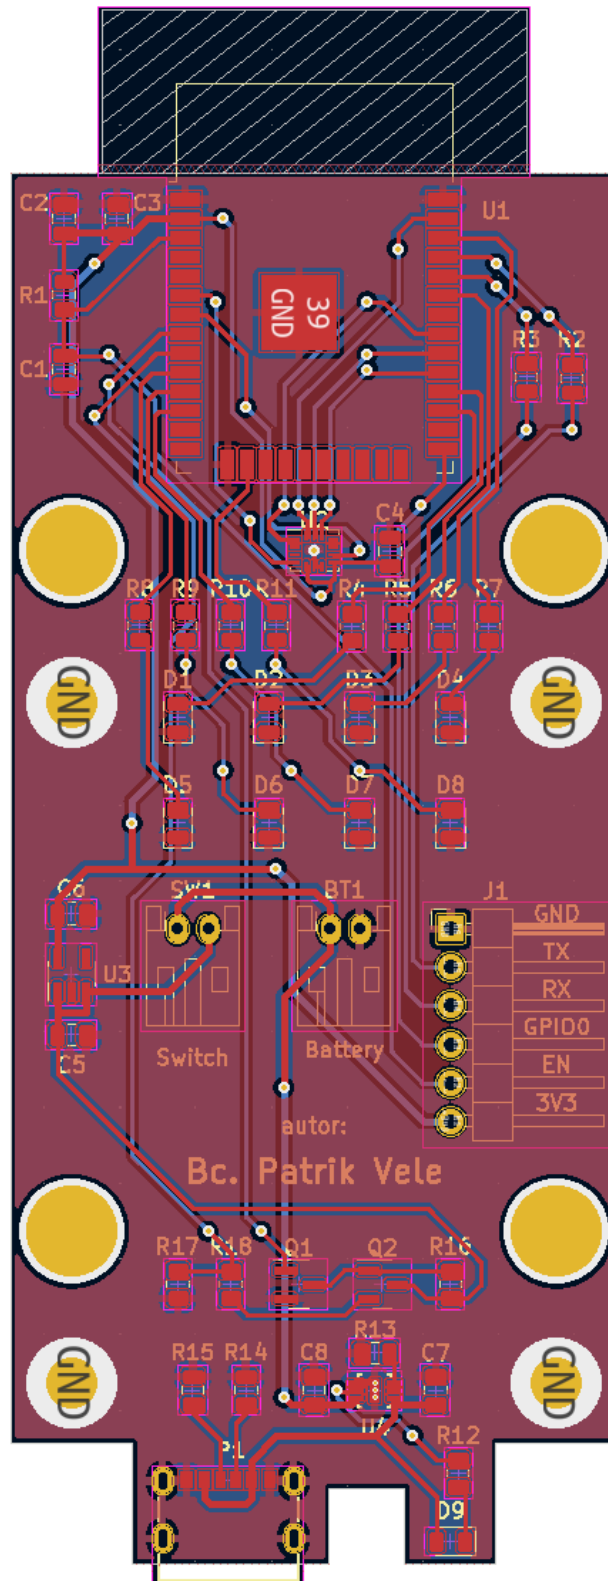 C2 C3 U1
39
GND
R1
R3 R2
C1
C4
R8 R9 R10 R11 R4 R5 R6 R7
GND GND
D1 D2 D3 D4
D5 D6 D7 D8
C6 SW1 BT1 J1
GND
TX
U3 RX
GPIO0
C5 Switch Battery EN
3V3
autor:
Bc. Patrik Vele
R17 R18 Q1 Q2 R16
R15 R14 C8 R13 C7
GND GND
U4
R12
D9